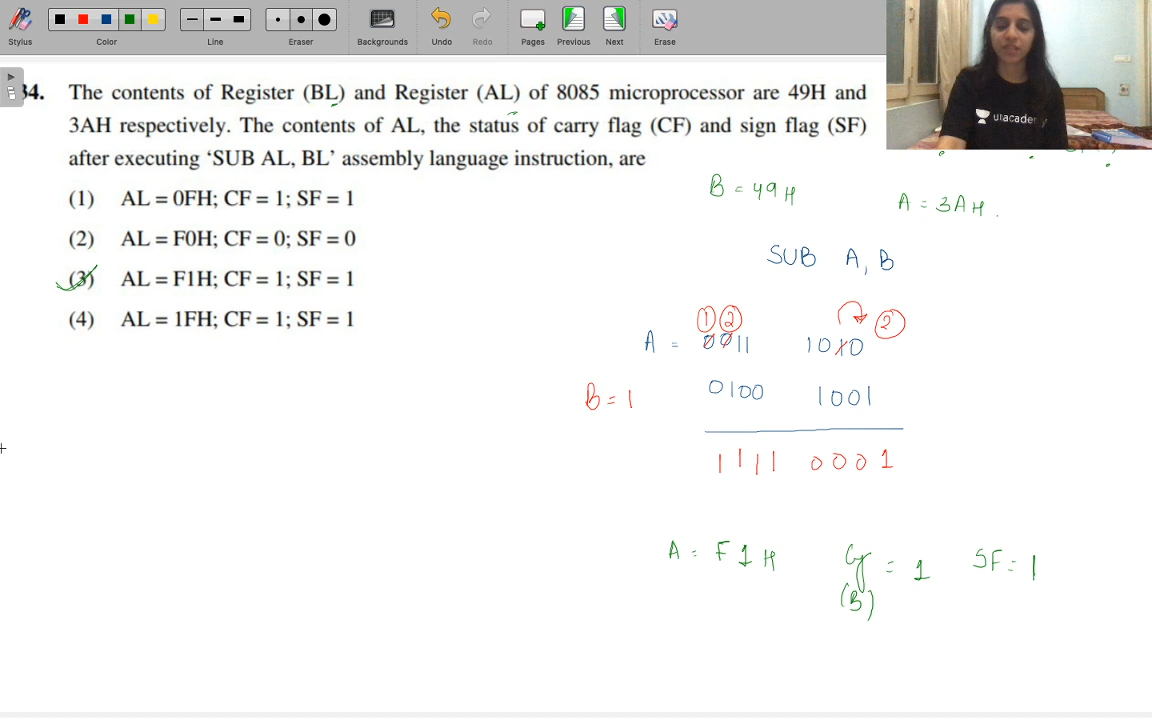 Stylus
Color
Line
Eraser
Backgrounds
Undo
Redo
Pages
Previous
Next
Erase
34. The contents of Register (BL) and Register (AL) of 8085 microprocessor are 49H and
3AH respectively. The contents of AL, the status of carry flag (CF) and sign flag (SF)
after executing ‘SUB AL, BL’ assembly language instruction, are
(1) AL = 0FH; CF = 1; SF = 1
(2) AL = F0H; CF = 0; SF = 0
(3) AL = F1H; CF = 1; SF = 1
(4) AL = 1FH; CF = 1; SF = 1
unacademy
B = 49H A = 3AH.
SUB A, B
1 2 2
A = 0011 1010
B = 1 0100 1001
1111 0001
A = F1H Cy = 1 SF = 1
(B)